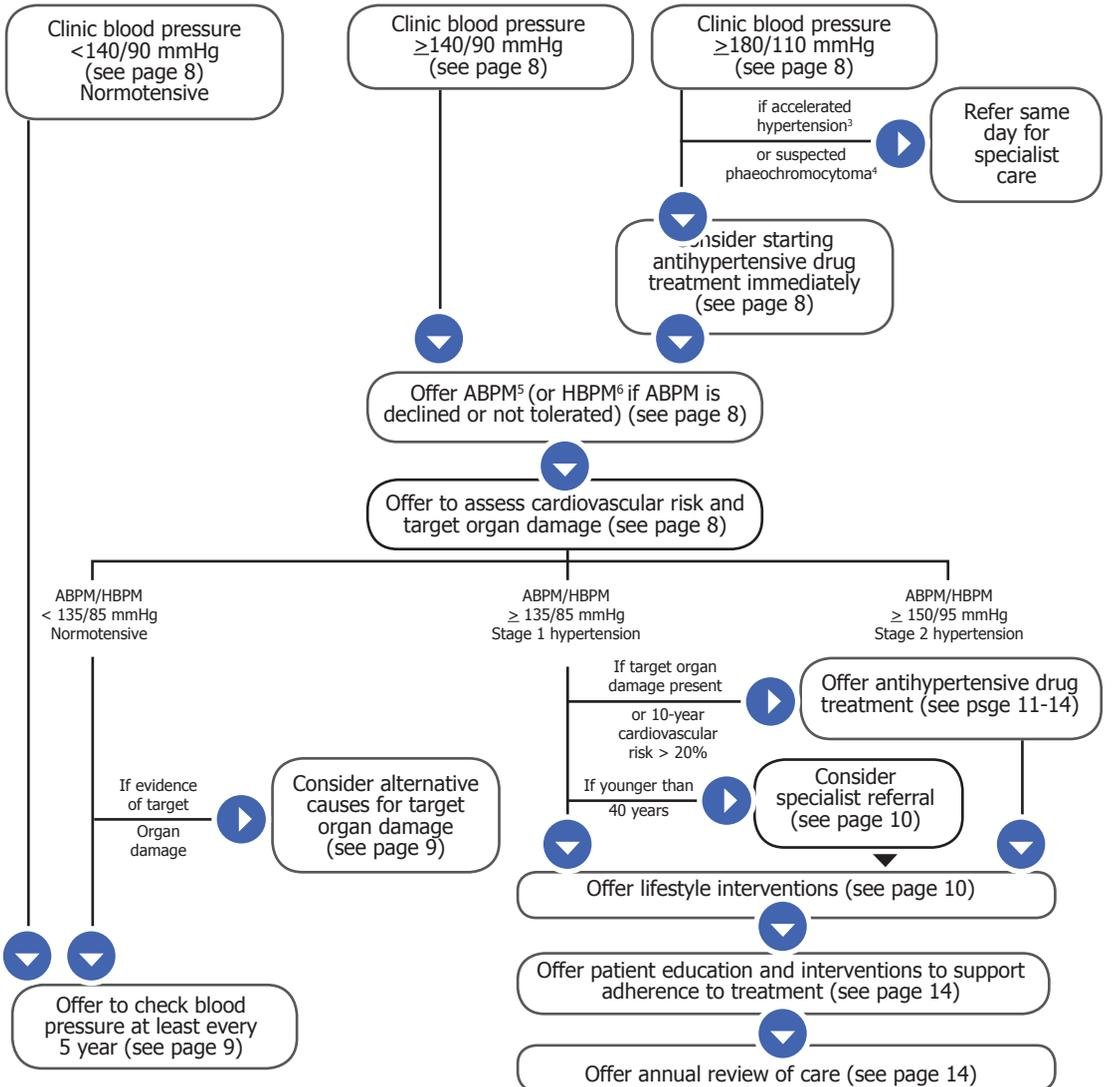 Clinic blood pressure
<140/90 mmHg
(see page 8)
Normotensive
Clinic blood pressure
≥140/90 mmHg
(see page 8)
Clinic blood pressure
≥180/110 mmHg
(see page 8)
if accelerated
hypertension³
or suspected
phaeochromocytoma⁴
Refer same
day for
specialist
care
starting
antihypertensive drug
treatment immediately
(see page 8)
Offer ABPM⁵ (or HBPM⁶ if ABPM is
declined or not tolerated) (see page 8)
Offer to assess cardiovascular risk and
target organ damage (see page 8)
ABPM/HBPM
< 135/85 mmHg
Normotensive
ABPM/HBPM
≥ 135/85 mmHg
Stage 1 hypertension
ABPM/HBPM
≥ 150/95 mmHg
Stage 2 hypertension
If target organ
damage present
or 10-year
cardiovascular
risk > 20%
Offer antihypertensive drug
treatment (see psge 11-14)
If evidence
of target
Organ
damage
Consider alternative
causes for target
organ damage
(see page 9)
If younger than
40 years
Consider
specialist referral
(see page 10)
Offer lifestyle interventions (see page 10)
Offer patient education and interventions to support
adherence to treatment (see page 14)
Offer to check blood
pressure at least every
5 year (see page 9)
Offer annual review of care (see page 14)